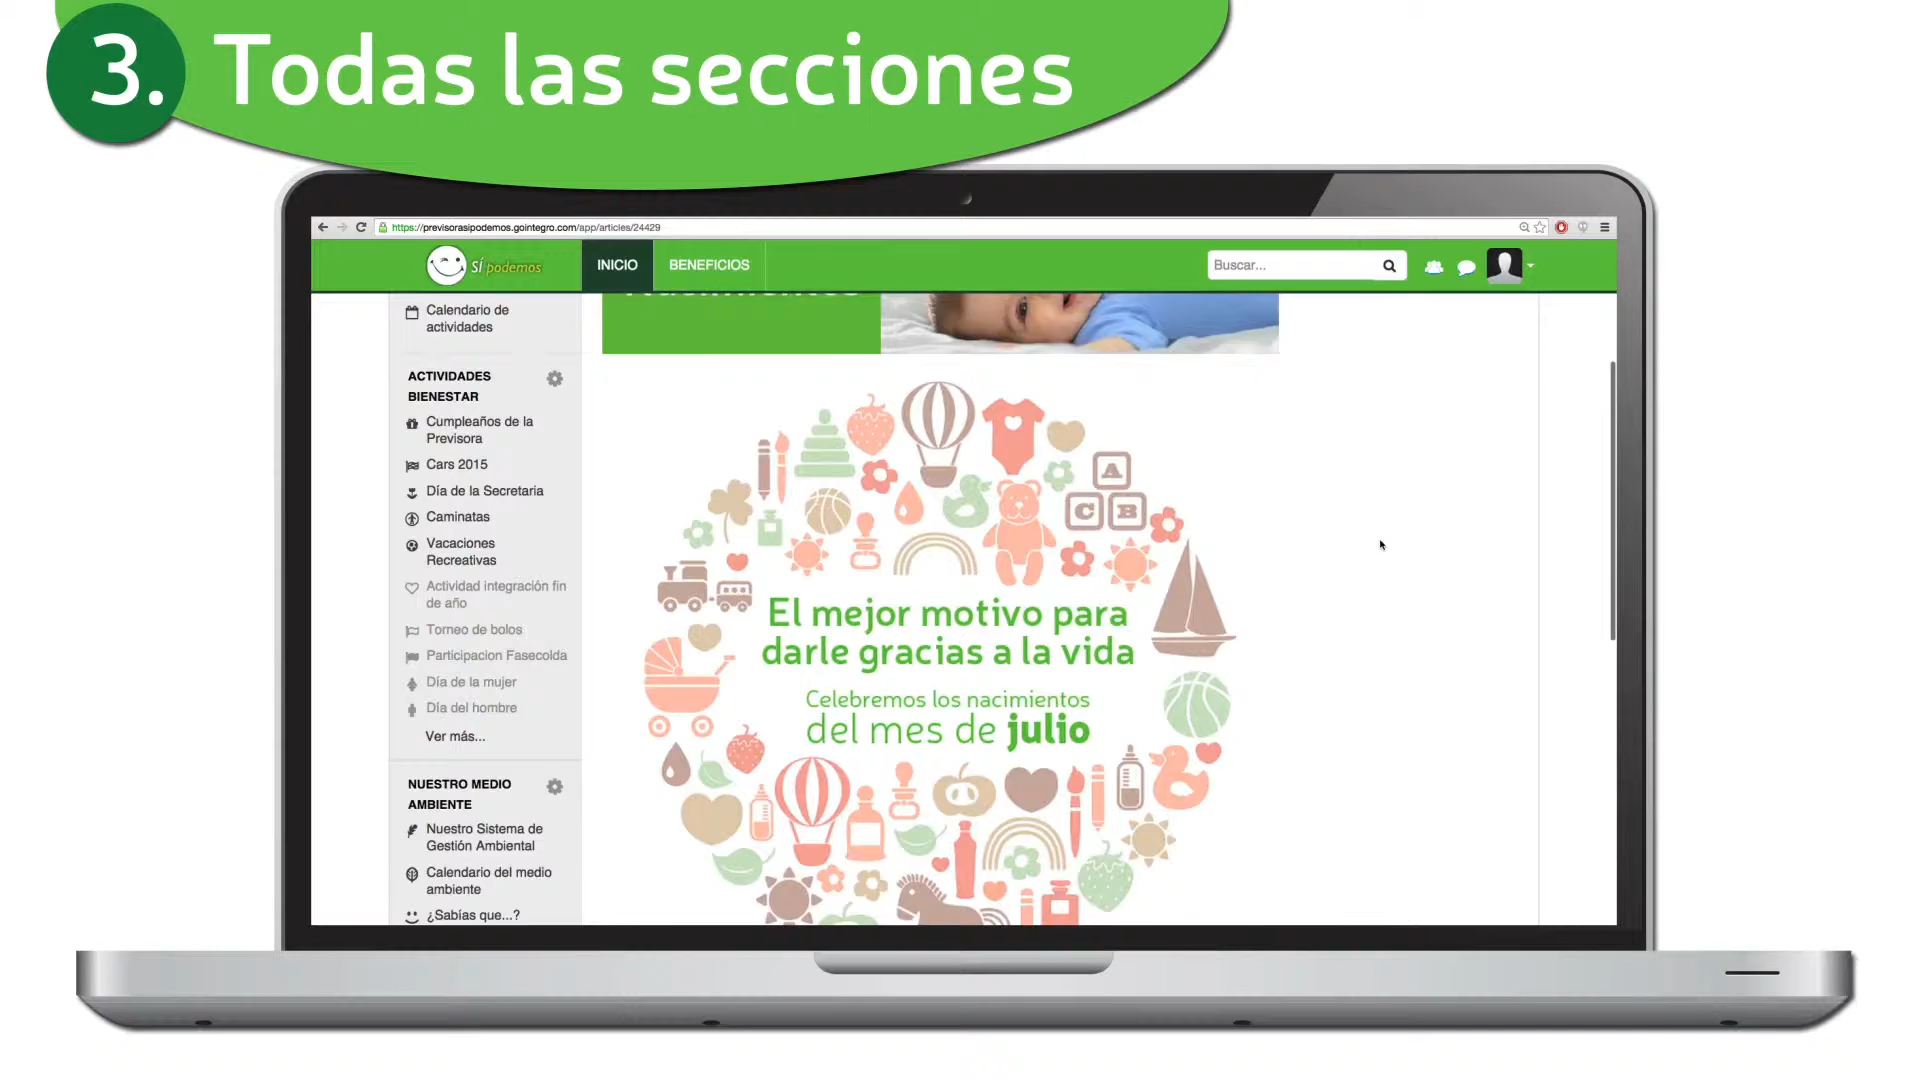 3. Todas las secciones
https://previsorasipodemos.gointegro.com/app/articles/24429
SÍ podemos
INICIO
BENEFICIOS
Buscar...
Calendario de
actividades
ACTIVIDADES
BIENESTAR
Cumpleaños de la
Previsora
Cars 2015
Día de la Secretaria
Caminatas
Vacaciones
Recreativas
Actividad integración fin
de año
Torneo de bolos
Participacion Fasecolda
Día de la mujer
Día del hombre
Ver más...
NUESTRO MEDIO
AMBIENTE
Nuestro Sistema de
Gestión Ambiental
Calendario del medio
ambiente
¿Sabías que...?
A
C B
El mejor motivo para
darle gracias a la vida
Celebremos los nacimientos
del mes de julio